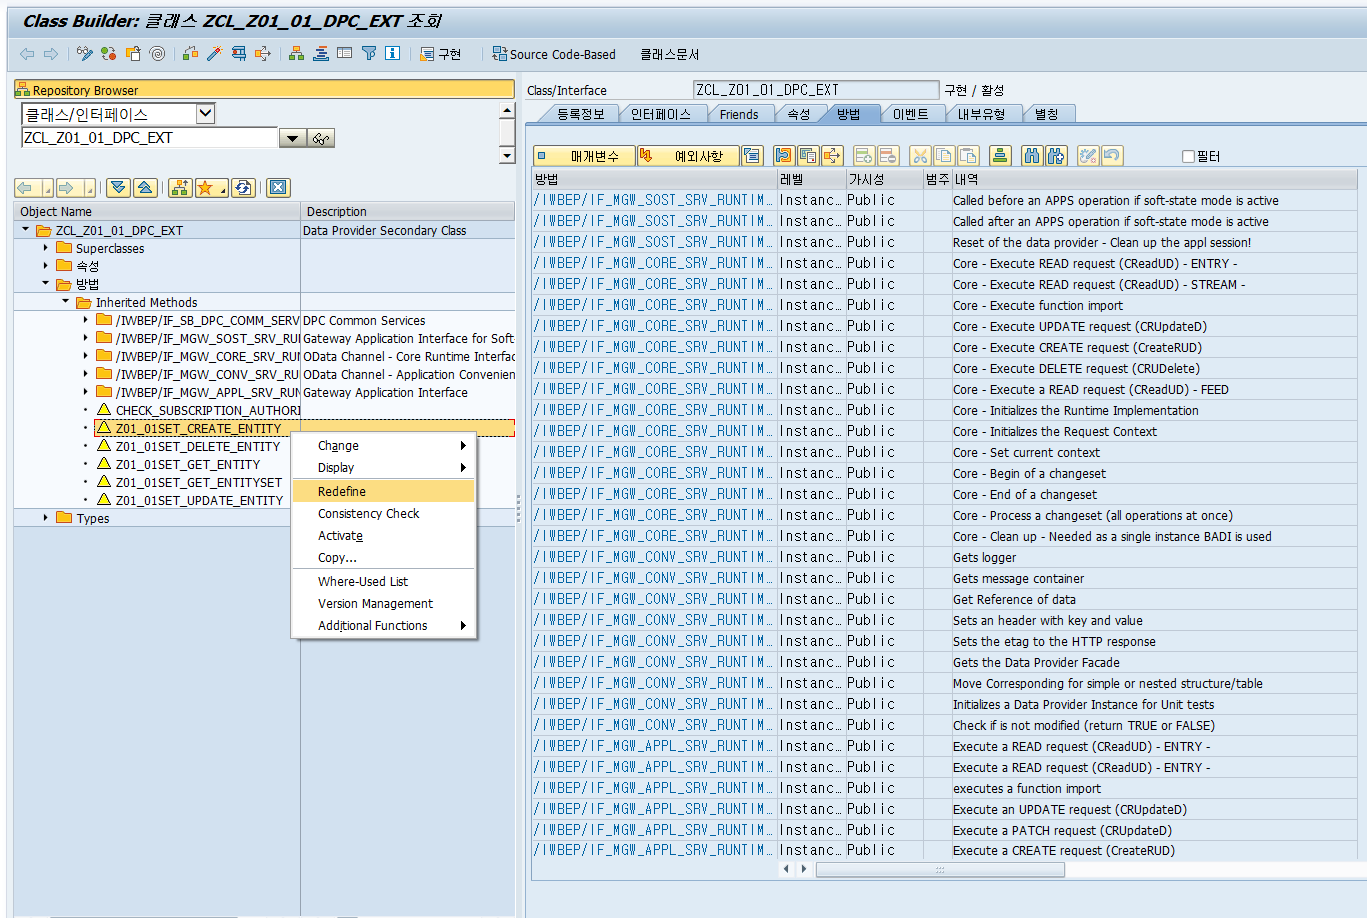 Class Builder: 클래스 ZCL_Z01_01_DPC_EXT 조회
구현
Source Code-Based
클래스문서
Repository Browser
클래스/인터페이스
ZCL_Z01_01_DPC_EXT
Object Name Description
ZCL_Z01_01_DPC_EXT Data Provider Secondary Class
Superclasses
속성
방법
Inherited Methods
/IWBEP/IF_SB_DPC_COMM_SERV DPC Common Services
/IWBEP/IF_MGW_SOST_SRV_RUN Gateway Application Interface for Soft
/IWBEP/IF_MGW_CORE_SRV_RUN OData Channel - Core Runtime Interfac
/IWBEP/IF_MGW_CONV_SRV_RU OData Channel - Application Convenien
/IWBEP/IF_MGW_APPL_SRV_RUN Gateway Application Interface
CHECK_SUBSCRIPTION_AUTHORI
Z01_01SET_CREATE_ENTITY
Z01_01SET_DELETE_ENTITY
Z01_01SET_GET_ENTITY
Z01_01SET_GET_ENTITYSET
Z01_01SET_UPDATE_ENTITY
Types
Change
Display
Redefine
Consistency Check
Activate
Copy...
Where-Used List
Version Management
Additional Functions
Class/Interface ZCL_Z01_01_DPC_EXT 구현 / 활성
등록정보 인터페이스 Friends 속성 방법 이벤트 내부유형 별칭
매개변수 예외사항 필터
방법 레벨 가시성 범주 내역
/IWBEP/IF_MGW_SOST_SRV_RUNTIM… Instanc… Public Called before an APPS operation if soft-state mode is active
/IWBEP/IF_MGW_SOST_SRV_RUNTIM… Instanc… Public Called after an APPS operation if soft-state mode is active
/IWBEP/IF_MGW_SOST_SRV_RUNTIM… Instanc… Public Reset of the data provider - Clean up the appl session!
/IWBEP/IF_MGW_CORE_SRV_RUNTIM… Instanc… Public Core - Execute READ request (CReadUD) - ENTRY -
/IWBEP/IF_MGW_CORE_SRV_RUNTIM… Instanc… Public Core - Execute READ request (CReadUD) - STREAM -
/IWBEP/IF_MGW_CORE_SRV_RUNTIM… Instanc… Public Core - Execute function import
/IWBEP/IF_MGW_CORE_SRV_RUNTIM… Instanc… Public Core - Execute UPDATE request (CRUpdateD)
/IWBEP/IF_MGW_CORE_SRV_RUNTIM… Instanc… Public Core - Execute CREATE request (CreateRUD)
/IWBEP/IF_MGW_CORE_SRV_RUNTIM… Instanc… Public Core - Execute DELETE request (CRUDelete)
/IWBEP/IF_MGW_CORE_SRV_RUNTIM… Instanc… Public Core - Execute a READ request (CReadUD) - FEED
/IWBEP/IF_MGW_CORE_SRV_RUNTIM… Instanc… Public Core - Initializes the Runtime Implementation
/IWBEP/IF_MGW_CORE_SRV_RUNTIM… Instanc… Public Core - Initializes the Request Context
/IWBEP/IF_MGW_CORE_SRV_RUNTIM… Instanc… Public Core - Set current context
/IWBEP/IF_MGW_CORE_SRV_RUNTIM… Instanc… Public Core - Begin of a changeset
/IWBEP/IF_MGW_CORE_SRV_RUNTIM… Instanc… Public Core - End of a changeset
/IWBEP/IF_MGW_CORE_SRV_RUNTIM… Instanc… Public Core - Process a changeset (all operations at once)
/IWBEP/IF_MGW_CORE_SRV_RUNTIM… Instanc… Public Core - Clean up - Needed as a single instance BADI is used
/IWBEP/IF_MGW_CONV_SRV_RUNTIM… Instanc… Public Gets logger
/IWBEP/IF_MGW_CONV_SRV_RUNTIM… Instanc… Public Gets message container
/IWBEP/IF_MGW_CONV_SRV_RUNTIM… Instanc… Public Get Reference of data
/IWBEP/IF_MGW_CONV_SRV_RUNTIM… Instanc… Public Sets an header with key and value
/IWBEP/IF_MGW_CONV_SRV_RUNTIM… Instanc… Public Sets the etag to the HTTP response
/IWBEP/IF_MGW_CONV_SRV_RUNTIM… Instanc… Public Gets the Data Provider Facade
/IWBEP/IF_MGW_CONV_SRV_RUNTIM… Instanc… Public Move Corresponding for simple or nested structure/table
/IWBEP/IF_MGW_CONV_SRV_RUNTIM… Instanc… Public Initializes a Data Provider Instance for Unit tests
/IWBEP/IF_MGW_CONV_SRV_RUNTIM… Instanc… Public Check if is not modified (return TRUE or FALSE)
/IWBEP/IF_MGW_APPL_SRV_RUNTIM… Instanc… Public Execute a READ request (CReadUD) - ENTRY -
/IWBEP/IF_MGW_APPL_SRV_RUNTIM… Instanc… Public Execute a READ request (CReadUD) - ENTRY -
/IWBEP/IF_MGW_APPL_SRV_RUNTIM… Instanc… Public executes a function import
/IWBEP/IF_MGW_APPL_SRV_RUNTIM… Instanc… Public Execute an UPDATE request (CRUpdateD)
/IWBEP/IF_MGW_APPL_SRV_RUNTIM… Instanc… Public Execute a PATCH request (CRUpdateD)
/IWBEP/IF_MGW_APPL_SRV_RUNTIM… Instanc… Public Execute a CREATE request (CreateRUD)